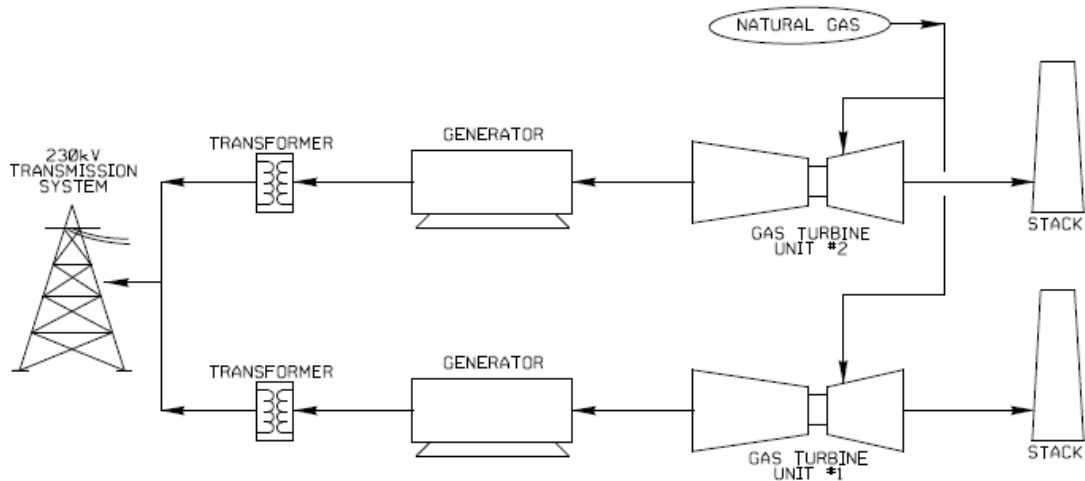 NATURAL GAS
GENERATOR
TRANSFORMER
230kV
TRANSMISSION
SYSTEM
GAS TURBINE
UNIT #2
STACK
GENERATOR
TRANSFORMER
GAS TURBINE
UNIT #1
STACK